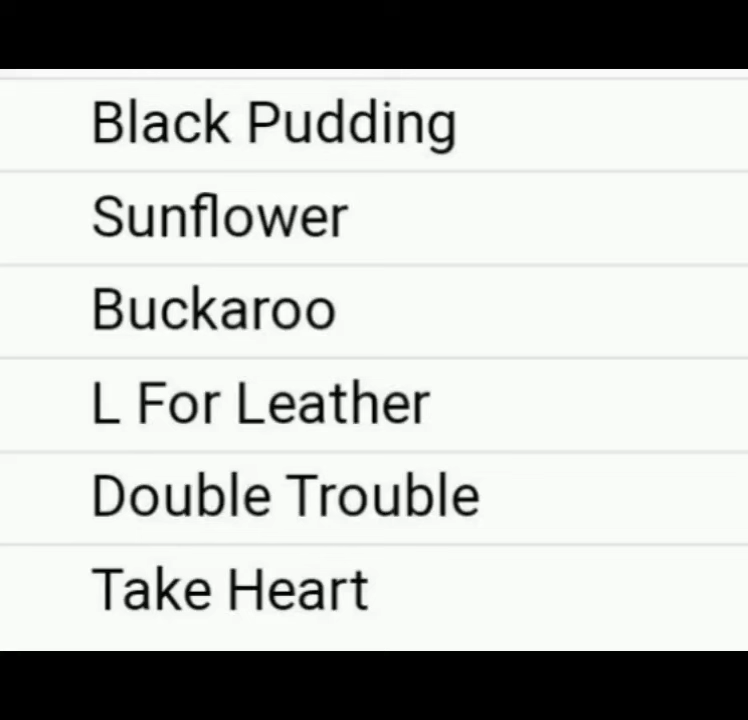 Black Pudding
Sunflower
Buckaroo
L For Leather
Double Trouble
Take Heart